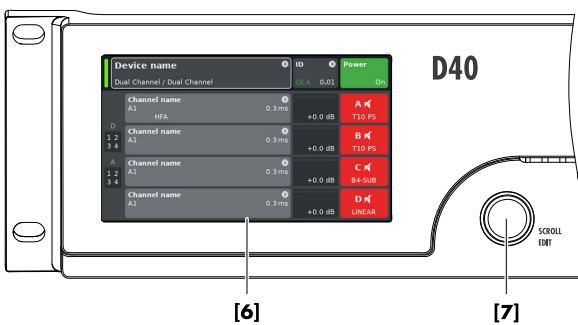 Device name
Dual Channel / Dual Channel
ID
OCA 0.01
Power
On
D40
D
1 2
3 4
A
1 2
3 4
Channel name
A1 0.3 ms
HFA
+0.0 dB
A
T10 PS
Channel name
A1 0.3 ms
+0.0 dB
B
T10 PS
Channel name
A1 0.3 ms
+0.0 dB
C
B4-SUB
Channel name
A1 0.3 ms
+0.0 dB
D
LINEAR
SCROLL
EDIT
[6]
[7]